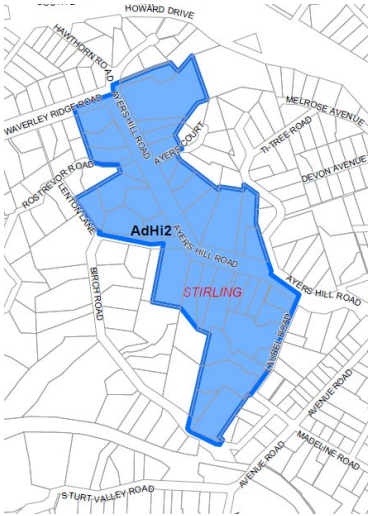 HOWARD DRIVE
HAWTHORN ROAD
WAVERLEY RIDGE ROAD
AYERS HILL ROAD
MELROSE AVENUE
TI-TREE ROAD
AYERS COURT
DEVON AVENUE
ROSTREVOR ROAD
LENTON LANE
AdHi2
AYERS HILL ROAD
BIRCH ROAD
STIRLING
AYERS HILL ROAD
LAUREL ROAD
AVENUE ROAD
MADELINE ROAD
AVENUE ROAD
STURT VALLEY ROAD